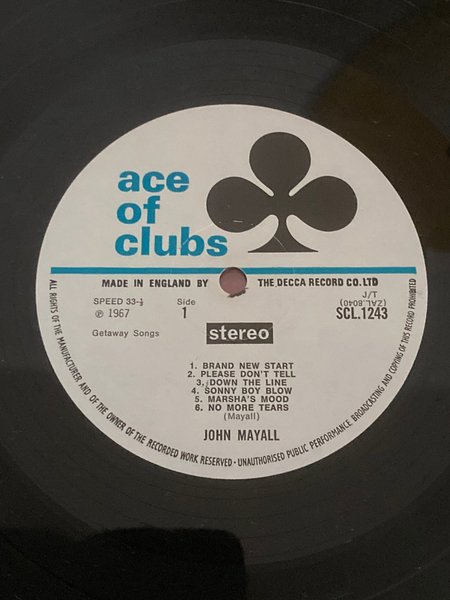 ace
of
clubs
MADE IN ENGLAND BY THE DECCA RECORD CO. LTD
SPEED 33-⅓
℗ 1967
Side
1
J/T
(ZAL.8040)
SCL.1243
Getaway Songs
stereo
1. BRAND NEW START
2. PLEASE DON'T TELL
3. DOWN THE LINE
4. SONNY BOY BLOW
5. MARSHA'S MOOD
6. NO MORE TEARS
(Mayall)
JOHN MAYALL
ALL RIGHTS OF THE MANUFACTURER AND OF THE OWNER OF THE RECORDED WORK RESERVED · UNAUTHORISED PUBLIC PERFORMANCE BROADCASTING AND COPYING OF THIS RECORD PROHIBITED